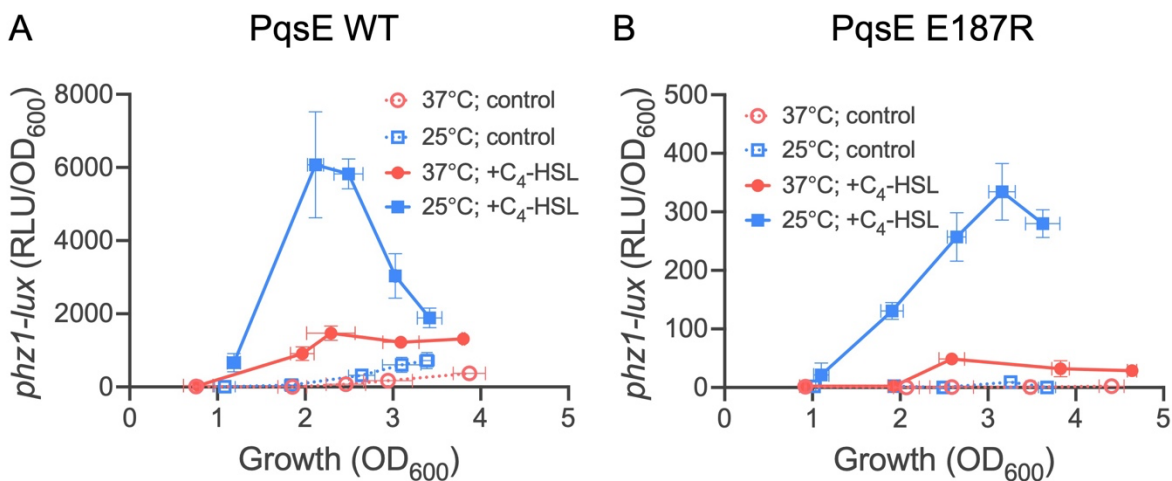 A
PqsE WT
phz1-lux (RLU/OD600)
8000
6000
4000
2000
0
37°C; control
25°C; control
37°C; +C4-HSL
25°C; +C4-HSL
0 1 2 3 4 5
Growth (OD600)
B
PqsE E187R
phz1-lux (RLU/OD600)
500
400
300
200
100
0
37°C; control
25°C; control
37°C; +C4-HSL
25°C; +C4-HSL
0 1 2 3 4 5
Growth (OD600)